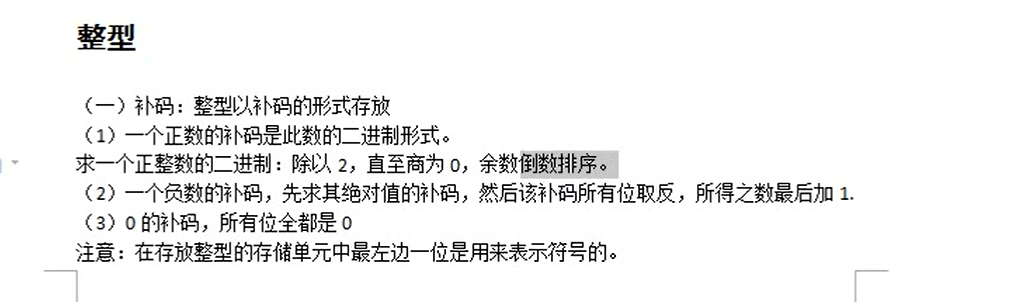 整型
（一）补码：整型以补码的形式存放
（1）一个正数的补码是此数的二进制形式。
求一个正整数的二进制：除以 2，直至商为 0，余数倒数排序。
（2）一个负数的补码，先求其绝对值的补码，然后该补码所有位取反，所得之数最后加 1.
（3）0 的补码，所有位全都是 0
注意：在存放整型的存储单元中最左边一位是用来表示符号的。